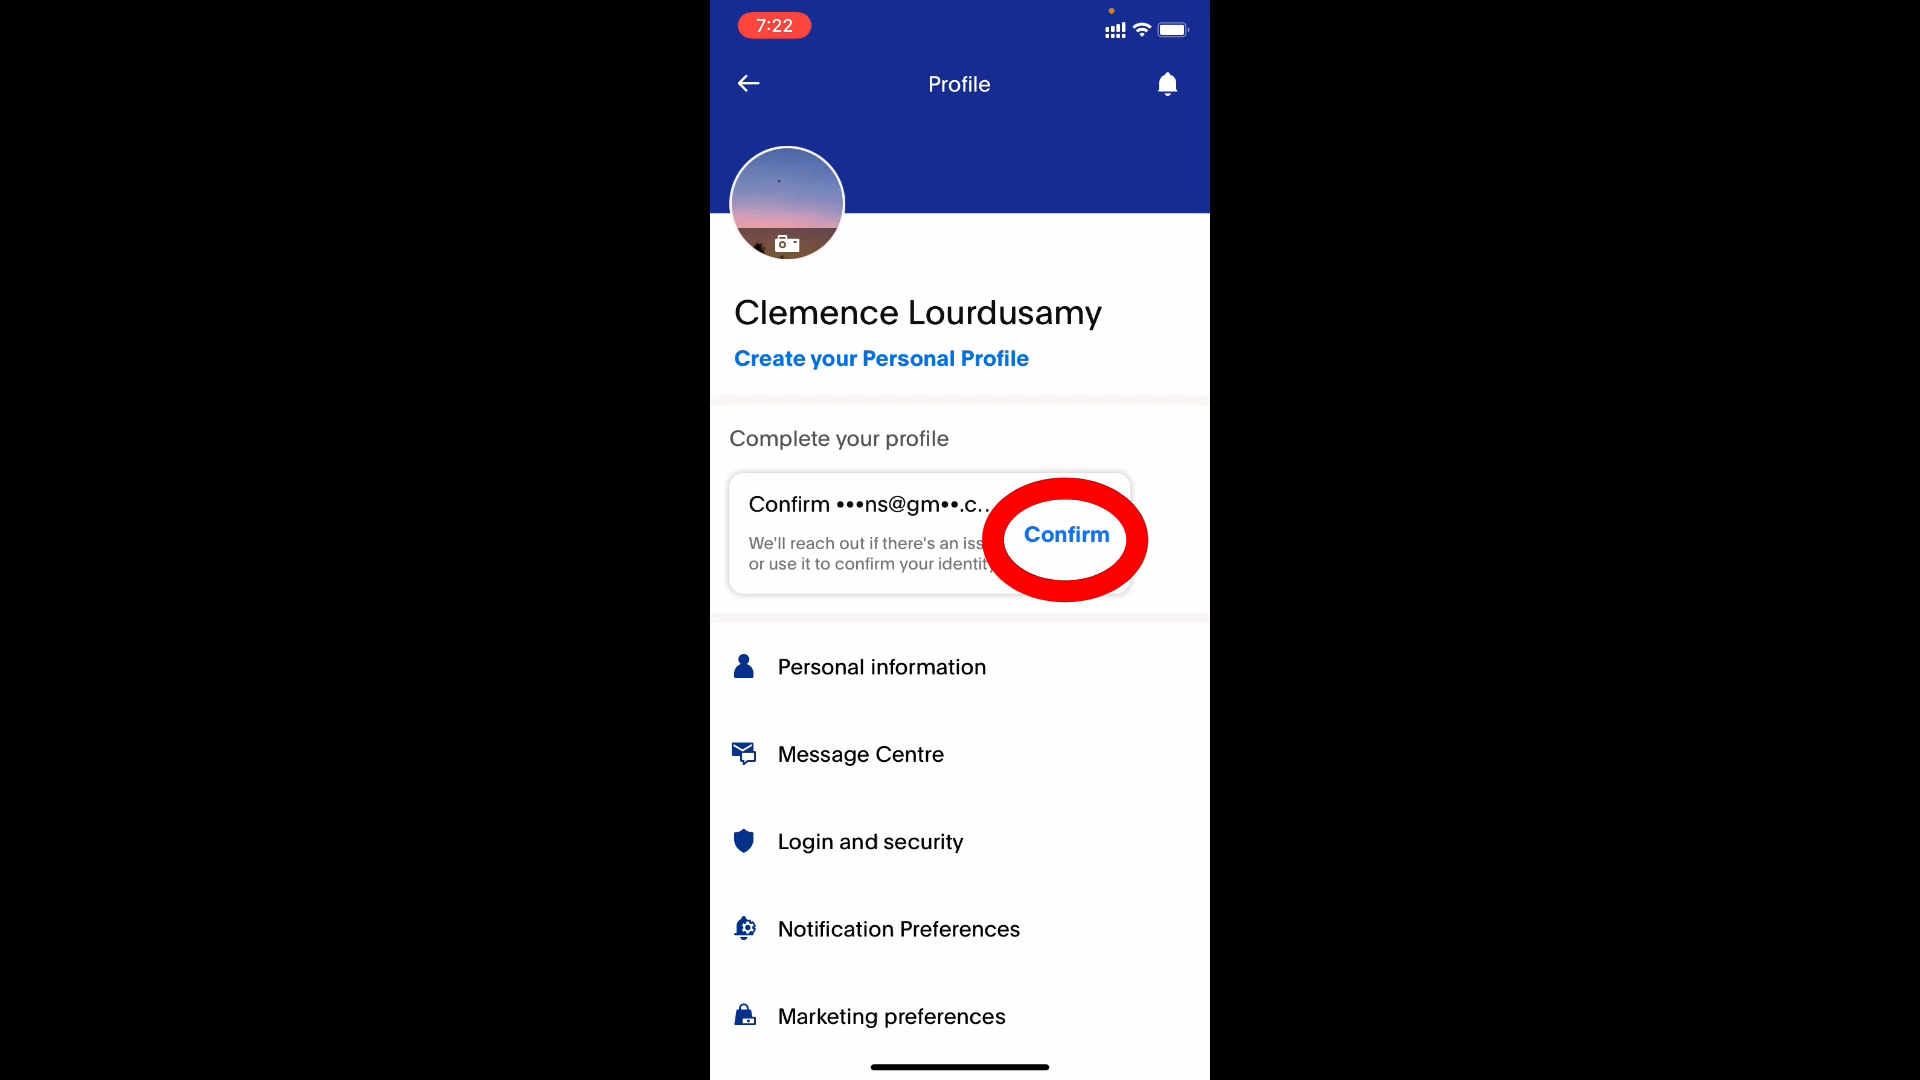 7:22
Profile
Clemence Lourdusamy
Create your Personal Profile
Complete your profile
Confirm •••ns@gm••.c..
Confirm
We'll reach out if there's an iss
or use it to confirm your identity
Personal information
Message Centre
Login and security
Notification Preferences
Marketing preferences